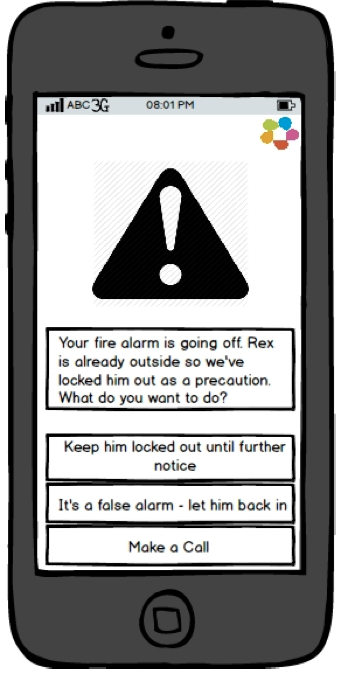 ABC 3G 08:01 PM
Your fire alarm is going off. Rex
is already outside so we've
locked him out as a precaution.
What do you want to do?
Keep him locked out until further
notice
It's a false alarm - let him back in
Make a Call